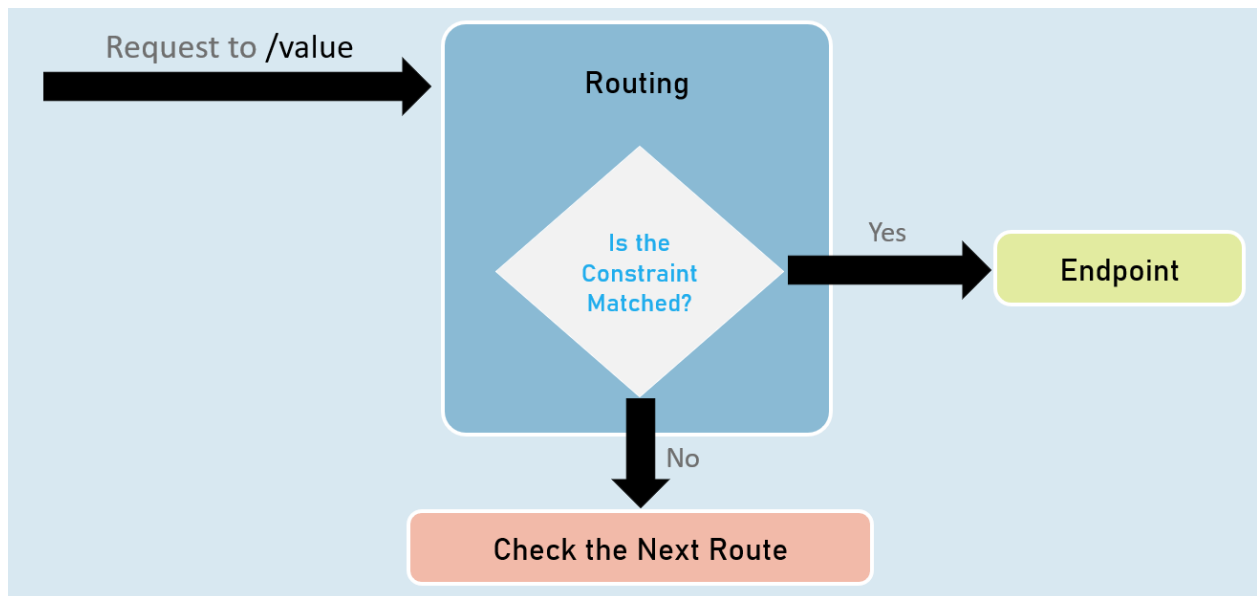 Request to /value
Routing
Is the
Constraint
Matched?
Yes
Endpoint
No
Check the Next Route